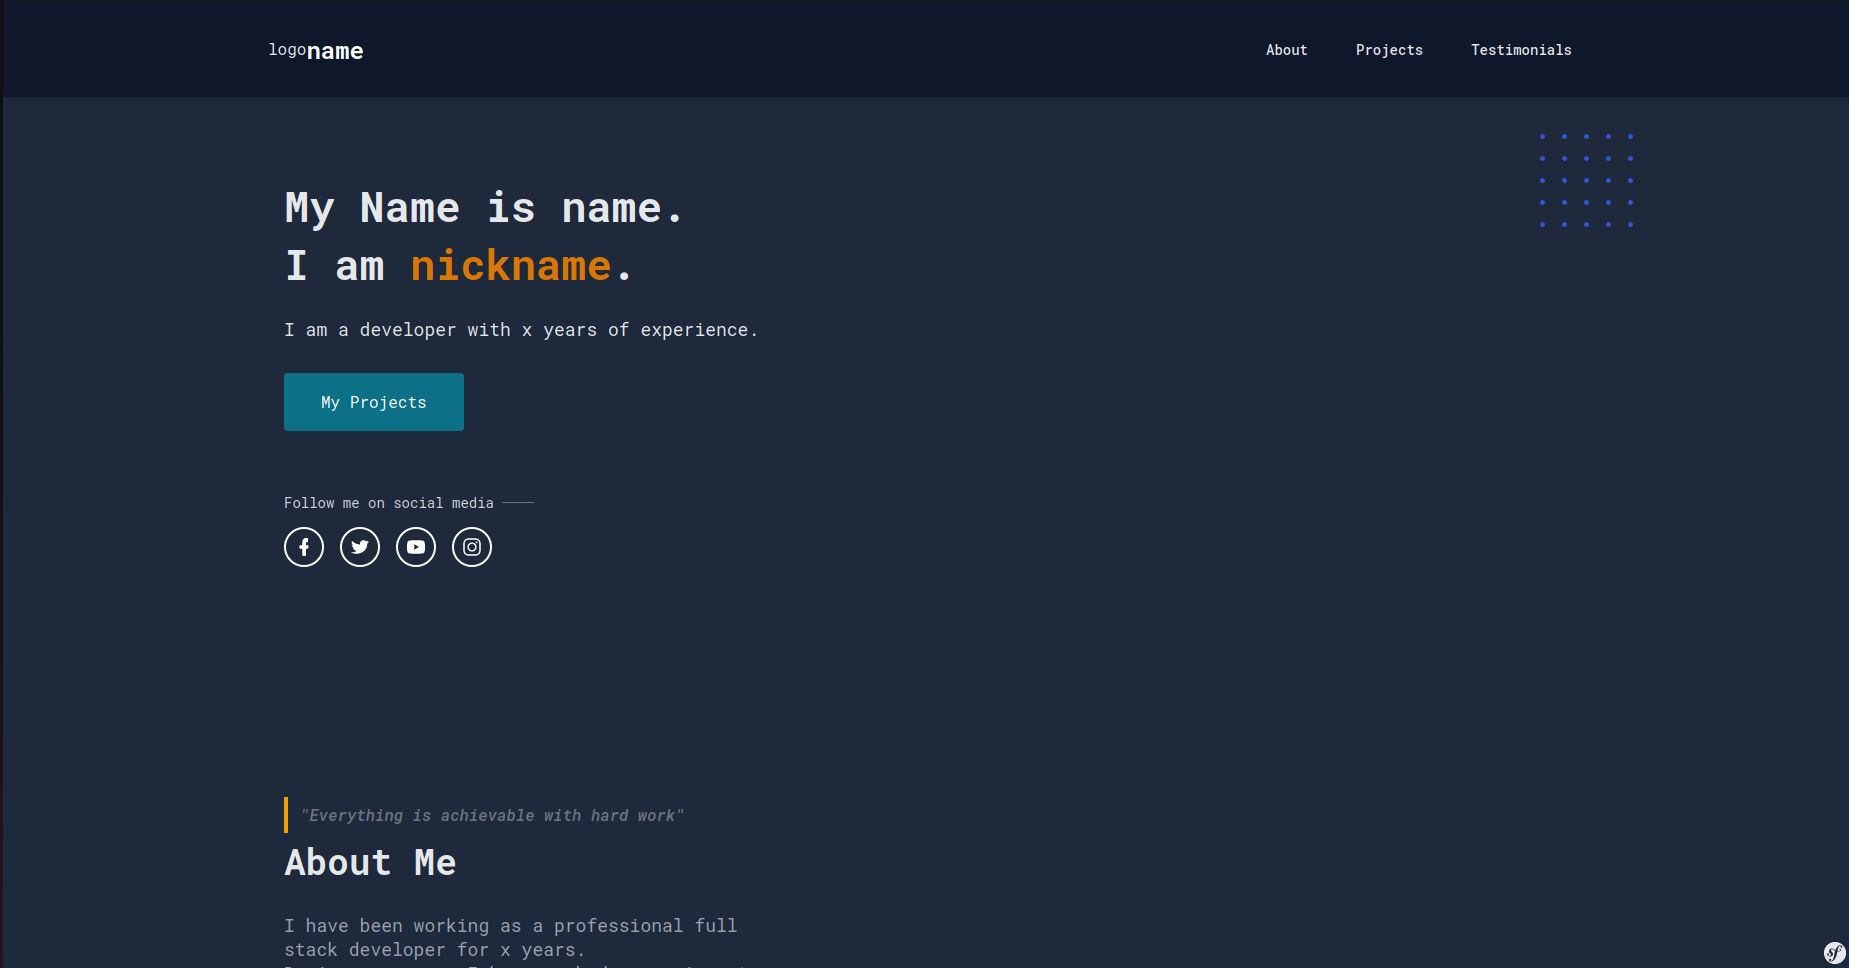 logoname
About Projects Testimonials
My Name is name.
I am nickname.
I am a developer with x years of experience.
My Projects
Follow me on social media
"Everything is achievable with hard work"
About Me
I have been working as a professional full
stack developer for x years.
sf